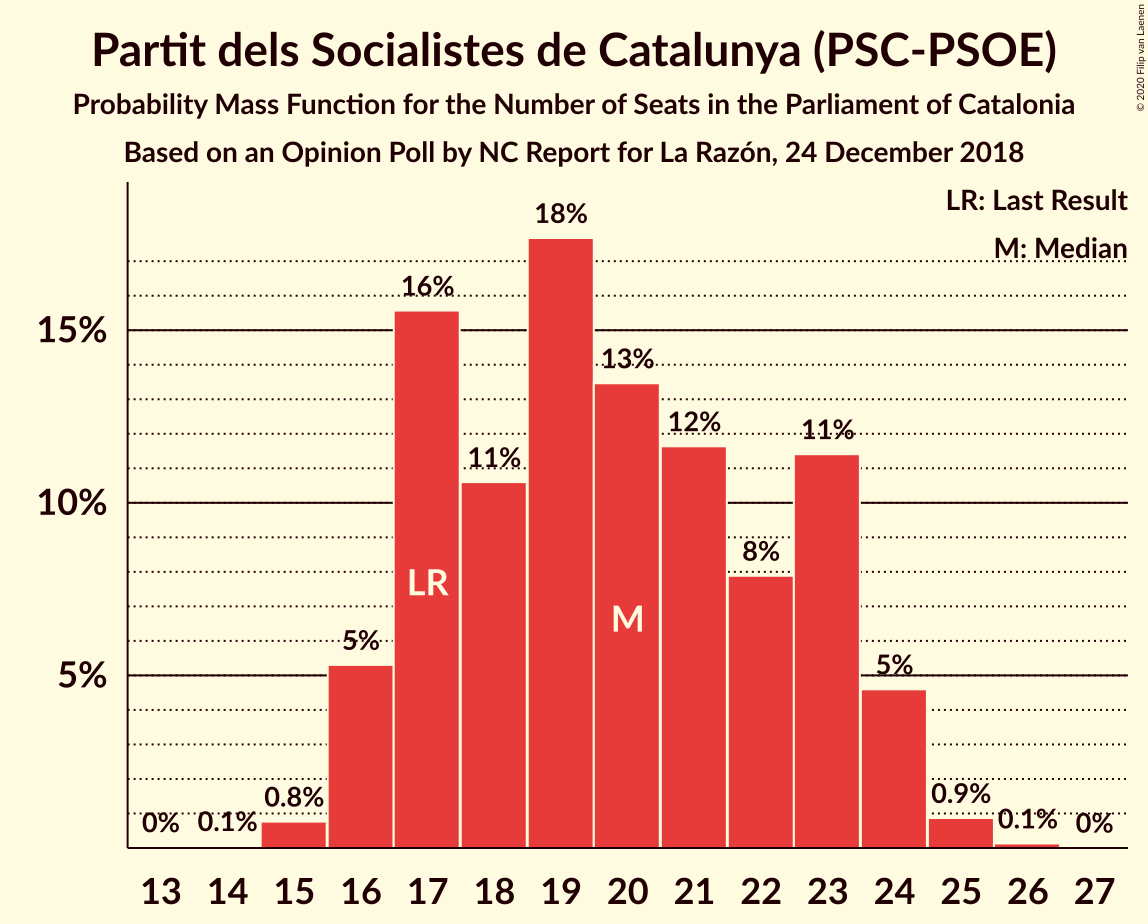 Partit dels Socialistes de Catalunya (PSC-PSOE)
Probability Mass Function for the Number of Seats in the Parliament of Catalonia
Based on an Opinion Poll by NC Report for La Razón, 24 December 2018
© 2020 Filip van Laenen
LR: Last Result
M: Median
15%
10%
5%
0%
0.1%
0.8%
5%
16%
11%
18%
13%
12%
8%
11%
5%
0.9%
0.1%
0%
LR
M
13 14 15 16 17 18 19 20 21 22 23 24 25 26 27